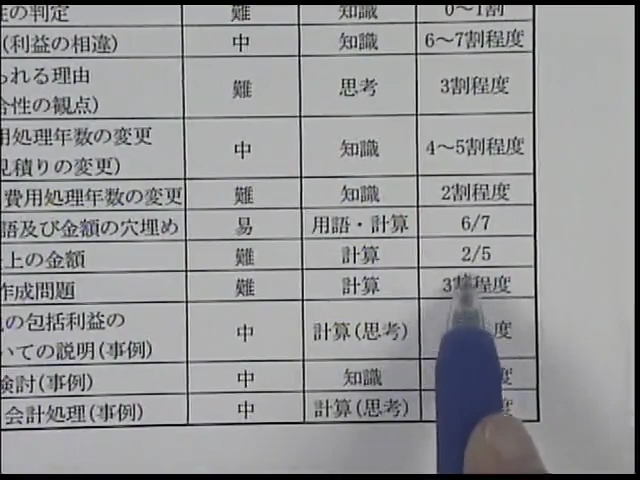 の判定 難 知識 0～1割
(利益の相違) 中 知識 6～7割程度
られる理由
合性の観点) 難 思考 3割程度
用処理年数の変更
見積りの変更) 中 知識 4～5割程度
費用処理年数の変更 難 知識 2割程度
語及び金額の穴埋め 易 用語・計算 6/7
上の金額 難 計算 2/5
作成問題 難 計算 3割程度
の包括利益の
いての説明(事例) 中 計算(思考) 度
検討(事例) 中 知識 度
会計処理(事例) 中 計算(思考) 度